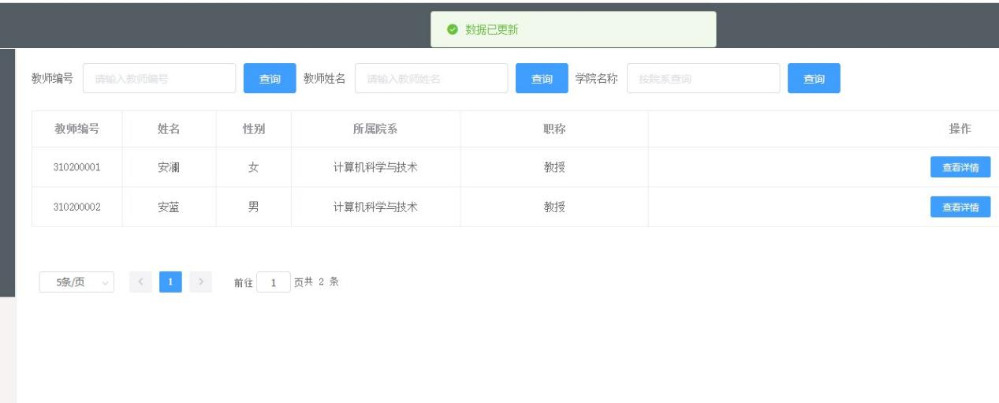 数据已更新
教师编号 请输入教师编号 查询 教师姓名 请输入教师姓名 查询 学院名称 按院系查询 查询
教师编号 姓名 性别 所属院系 职称 操作
310200001 安澜 女 计算机科学与技术 教授 查看详情
310200002 安蓝 男 计算机科学与技术 教授 查看详情
5条/页 1 前往 1 页共 2 条